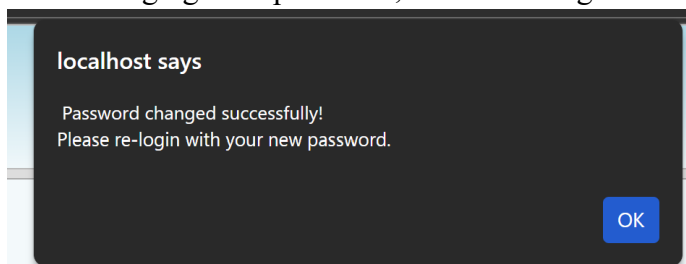 localhost says
Password changed successfully!
Please re-login with your new password.
OK